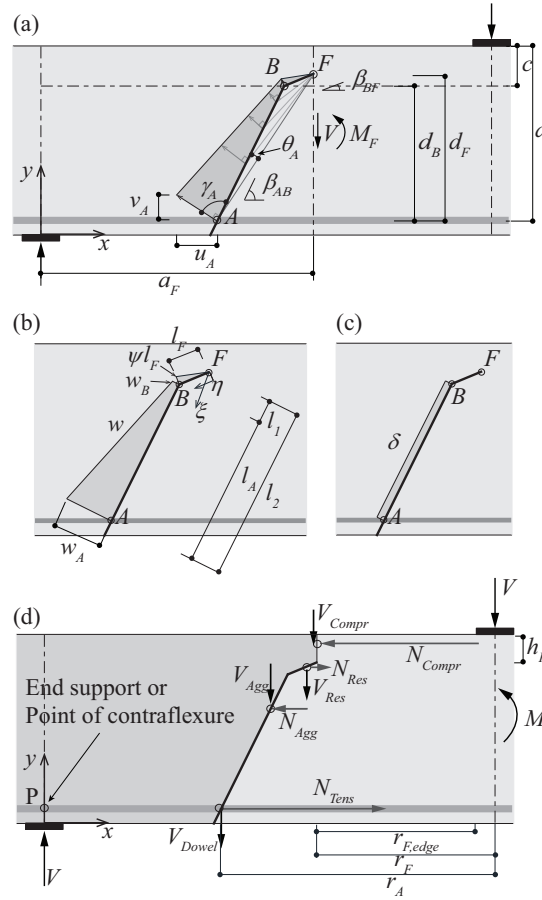 (a)
B
F
c
β_BF
V
M_F
d_B
d_F
d
θ_A
y
v_A
γ_A
A
β_AB
x
u_A
a_F
(b)
l_F
ψl_F
F
w_B
B
η
ξ
w
l_1
l_A
l_2
A
w_A
(c)
F
B
δ
A
(d)
V
V_Compr
N_Compr
N_Res
V_Agg
V_Res
N_Agg
M
End support or
Point of contraflexure
y
P
x
N_Tens
V_Dowel
r_F,edge
r_F
r_A
V